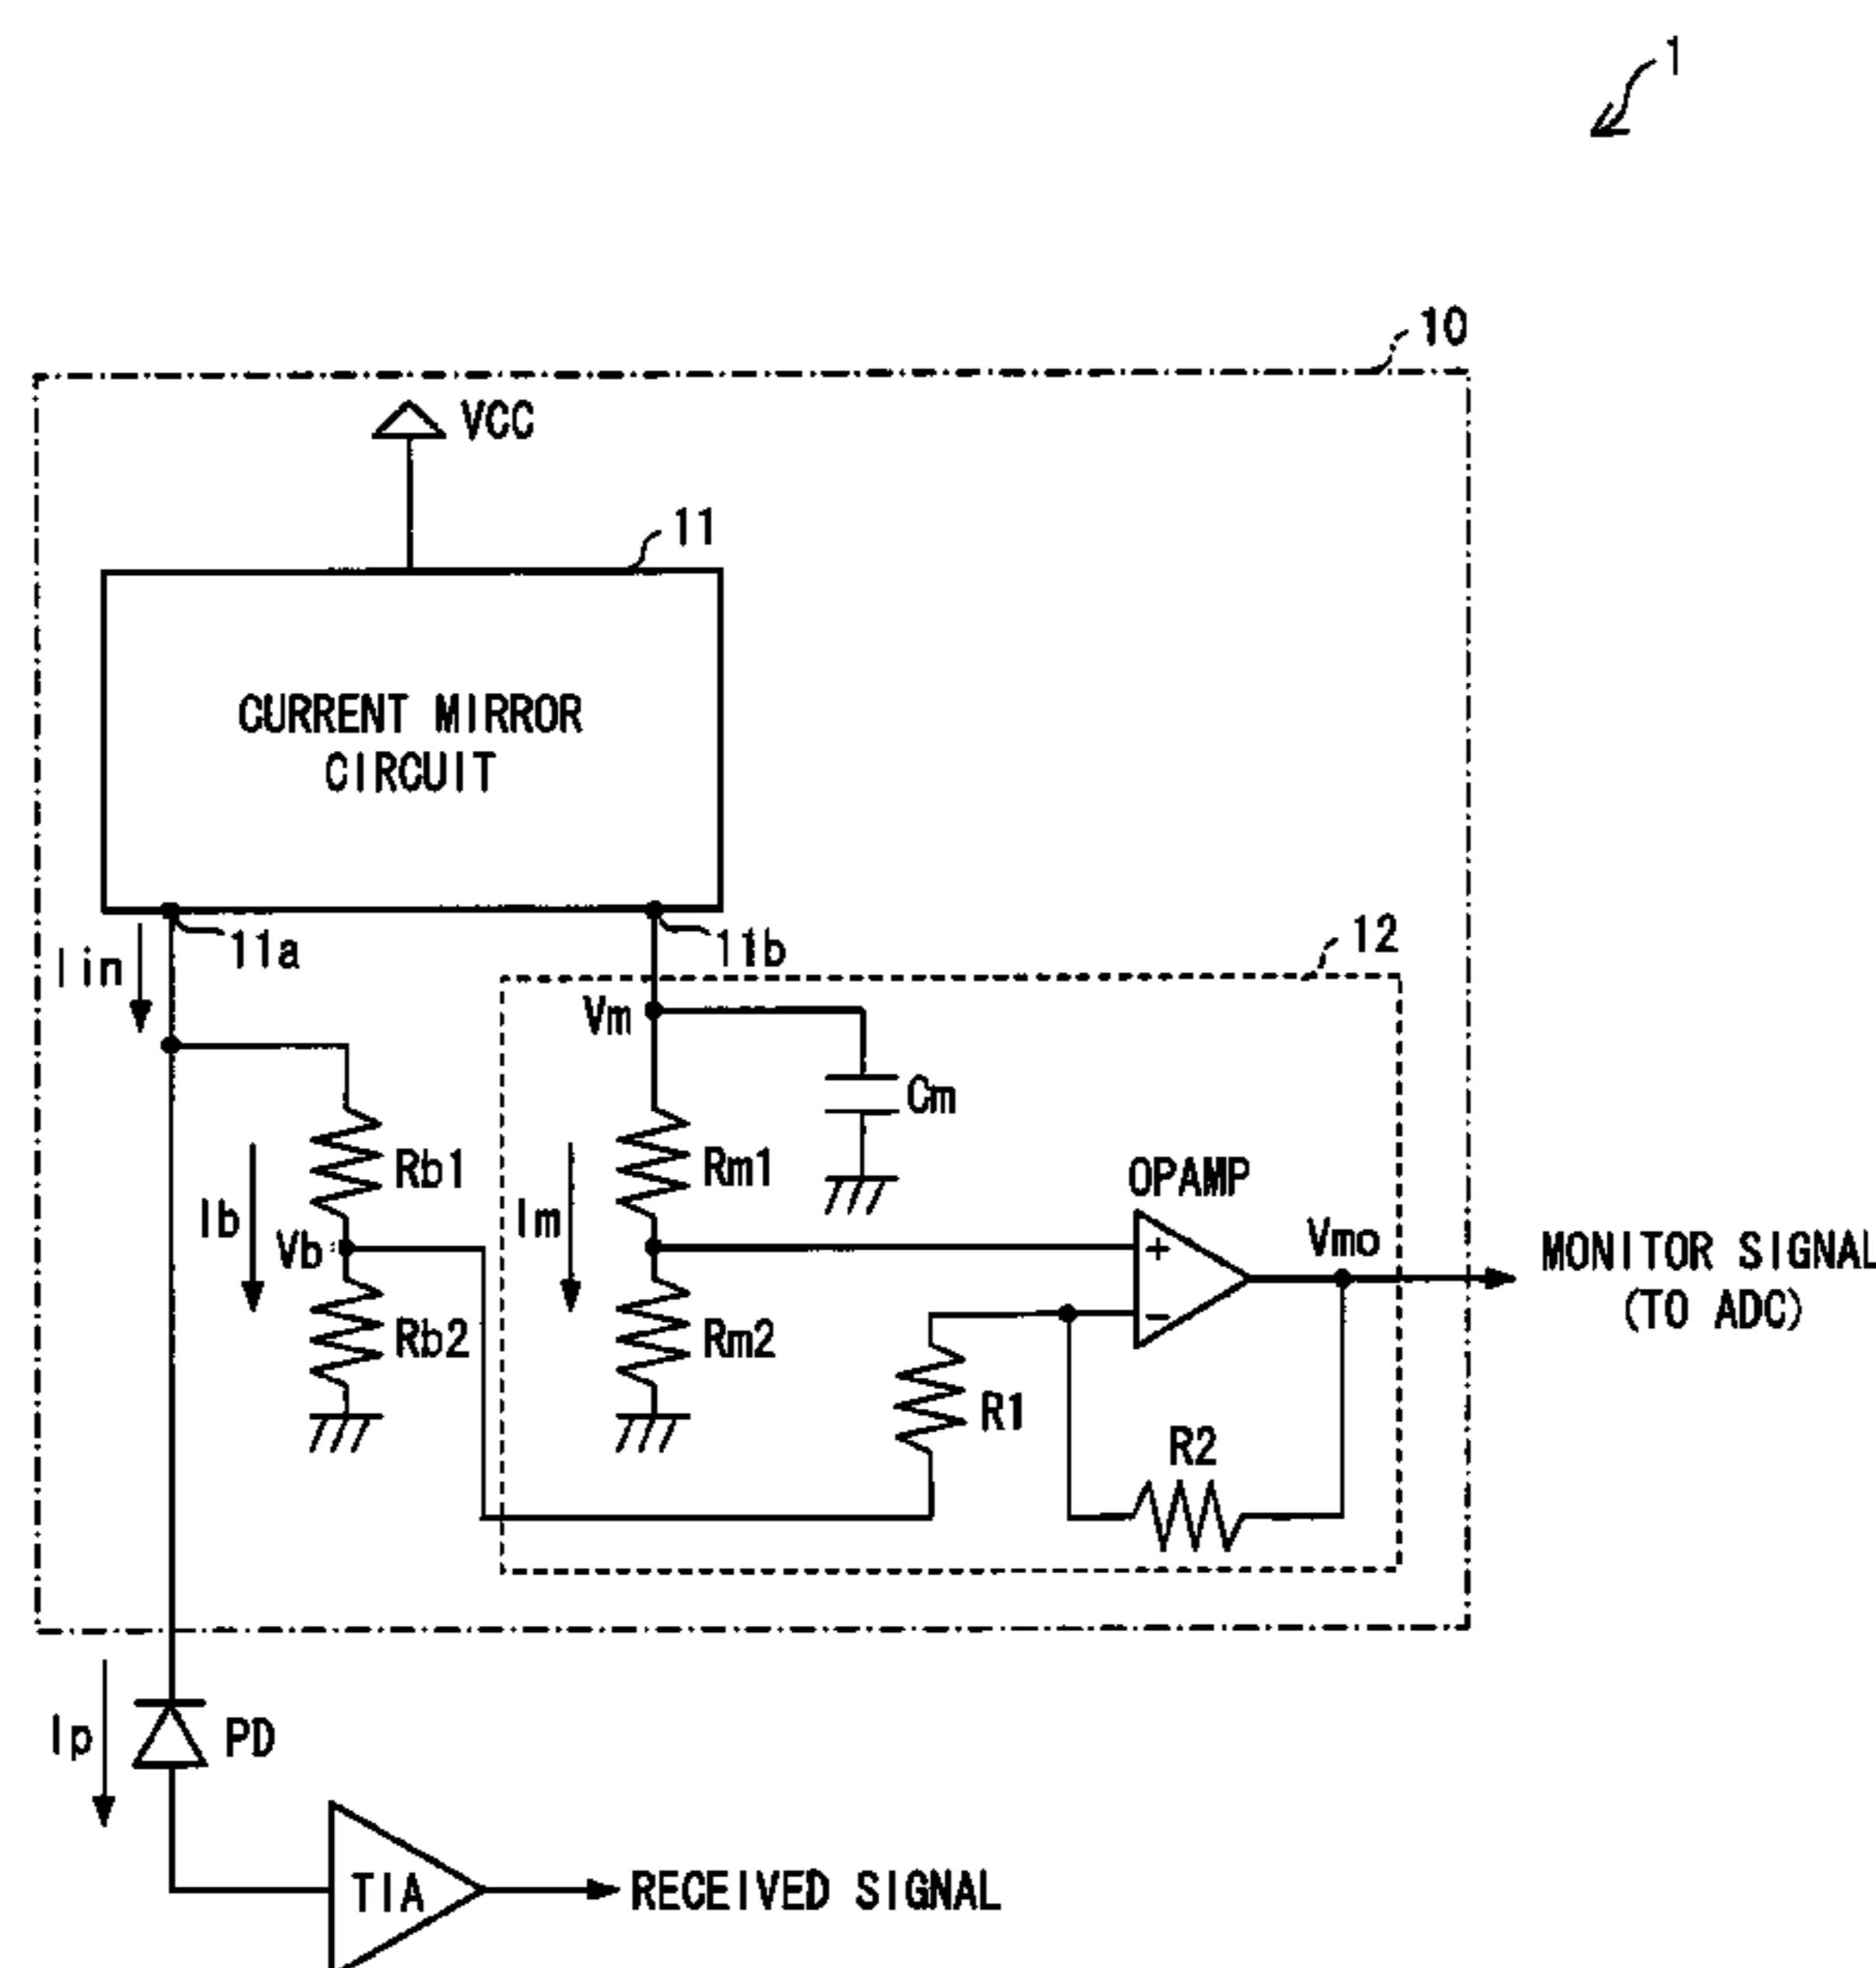 1
10
VCC
11
CURRENT MIRROR
CIRCUIT
Iin
11a
11b
12
Vm
Cm
Rb1
Rm1
OPAMP
Ib
Vb
Im
+
Vmo
MONITOR SIGNAL
(TO ADC)
Rb2
Rm2
−
R1
R2
Ip
PD
TIA
RECEIVED SIGNAL